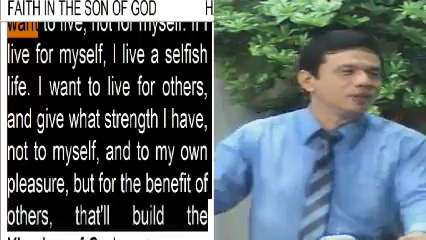 FAITH IN THE SON OF GOD H
want to live, not for myself. If I
live for myself, I live a selfish
life. I want to live for others,
and give what strength I have,
not to myself, and to my own
pleasure, but for the benefit of
others, that'll build the